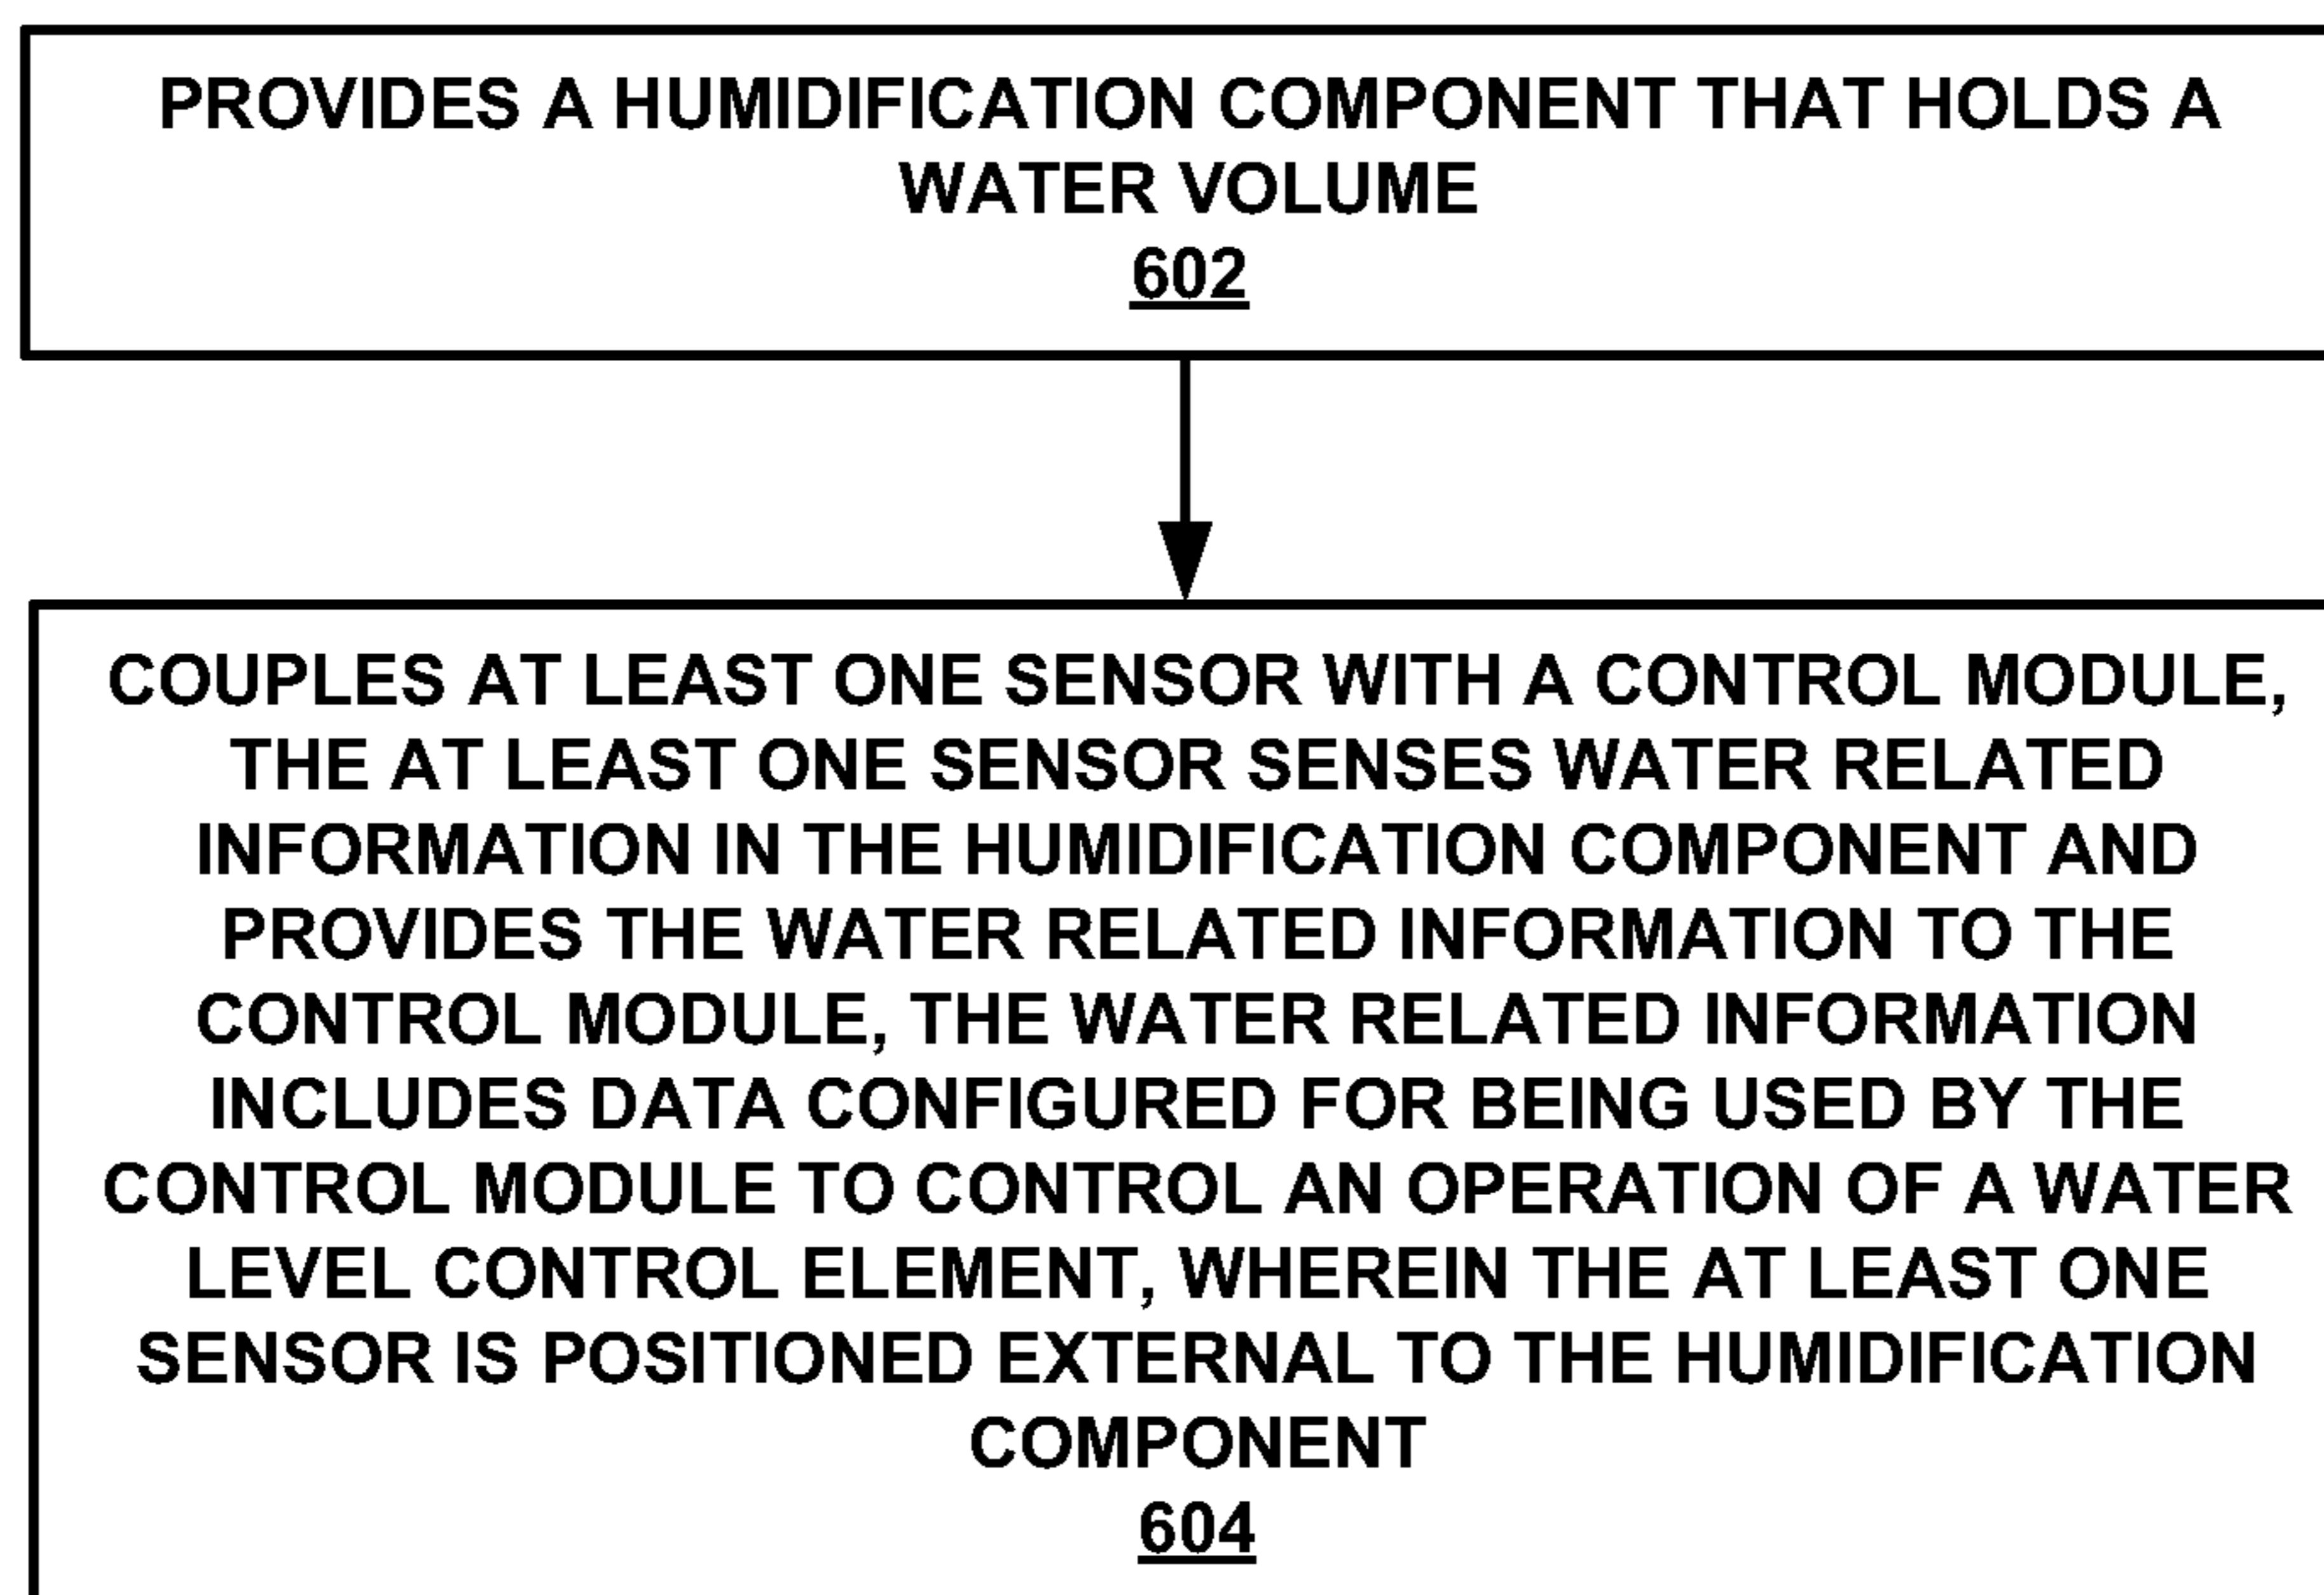 PROVIDES A HUMIDIFICATION COMPONENT THAT HOLDS A
WATER VOLUME
602
COUPLES AT LEAST ONE SENSOR WITH A CONTROL MODULE,
THE AT LEAST ONE SENSOR SENSES WATER RELATED
INFORMATION IN THE HUMIDIFICATION COMPONENT AND
PROVIDES THE WATER RELATED INFORMATION TO THE
CONTROL MODULE, THE WATER RELATED INFORMATION
INCLUDES DATA CONFIGURED FOR BEING USED BY THE
CONTROL MODULE TO CONTROL AN OPERATION OF A WATER
LEVEL CONTROL ELEMENT, WHEREIN THE AT LEAST ONE
SENSOR IS POSITIONED EXTERNAL TO THE HUMIDIFICATION
COMPONENT
604